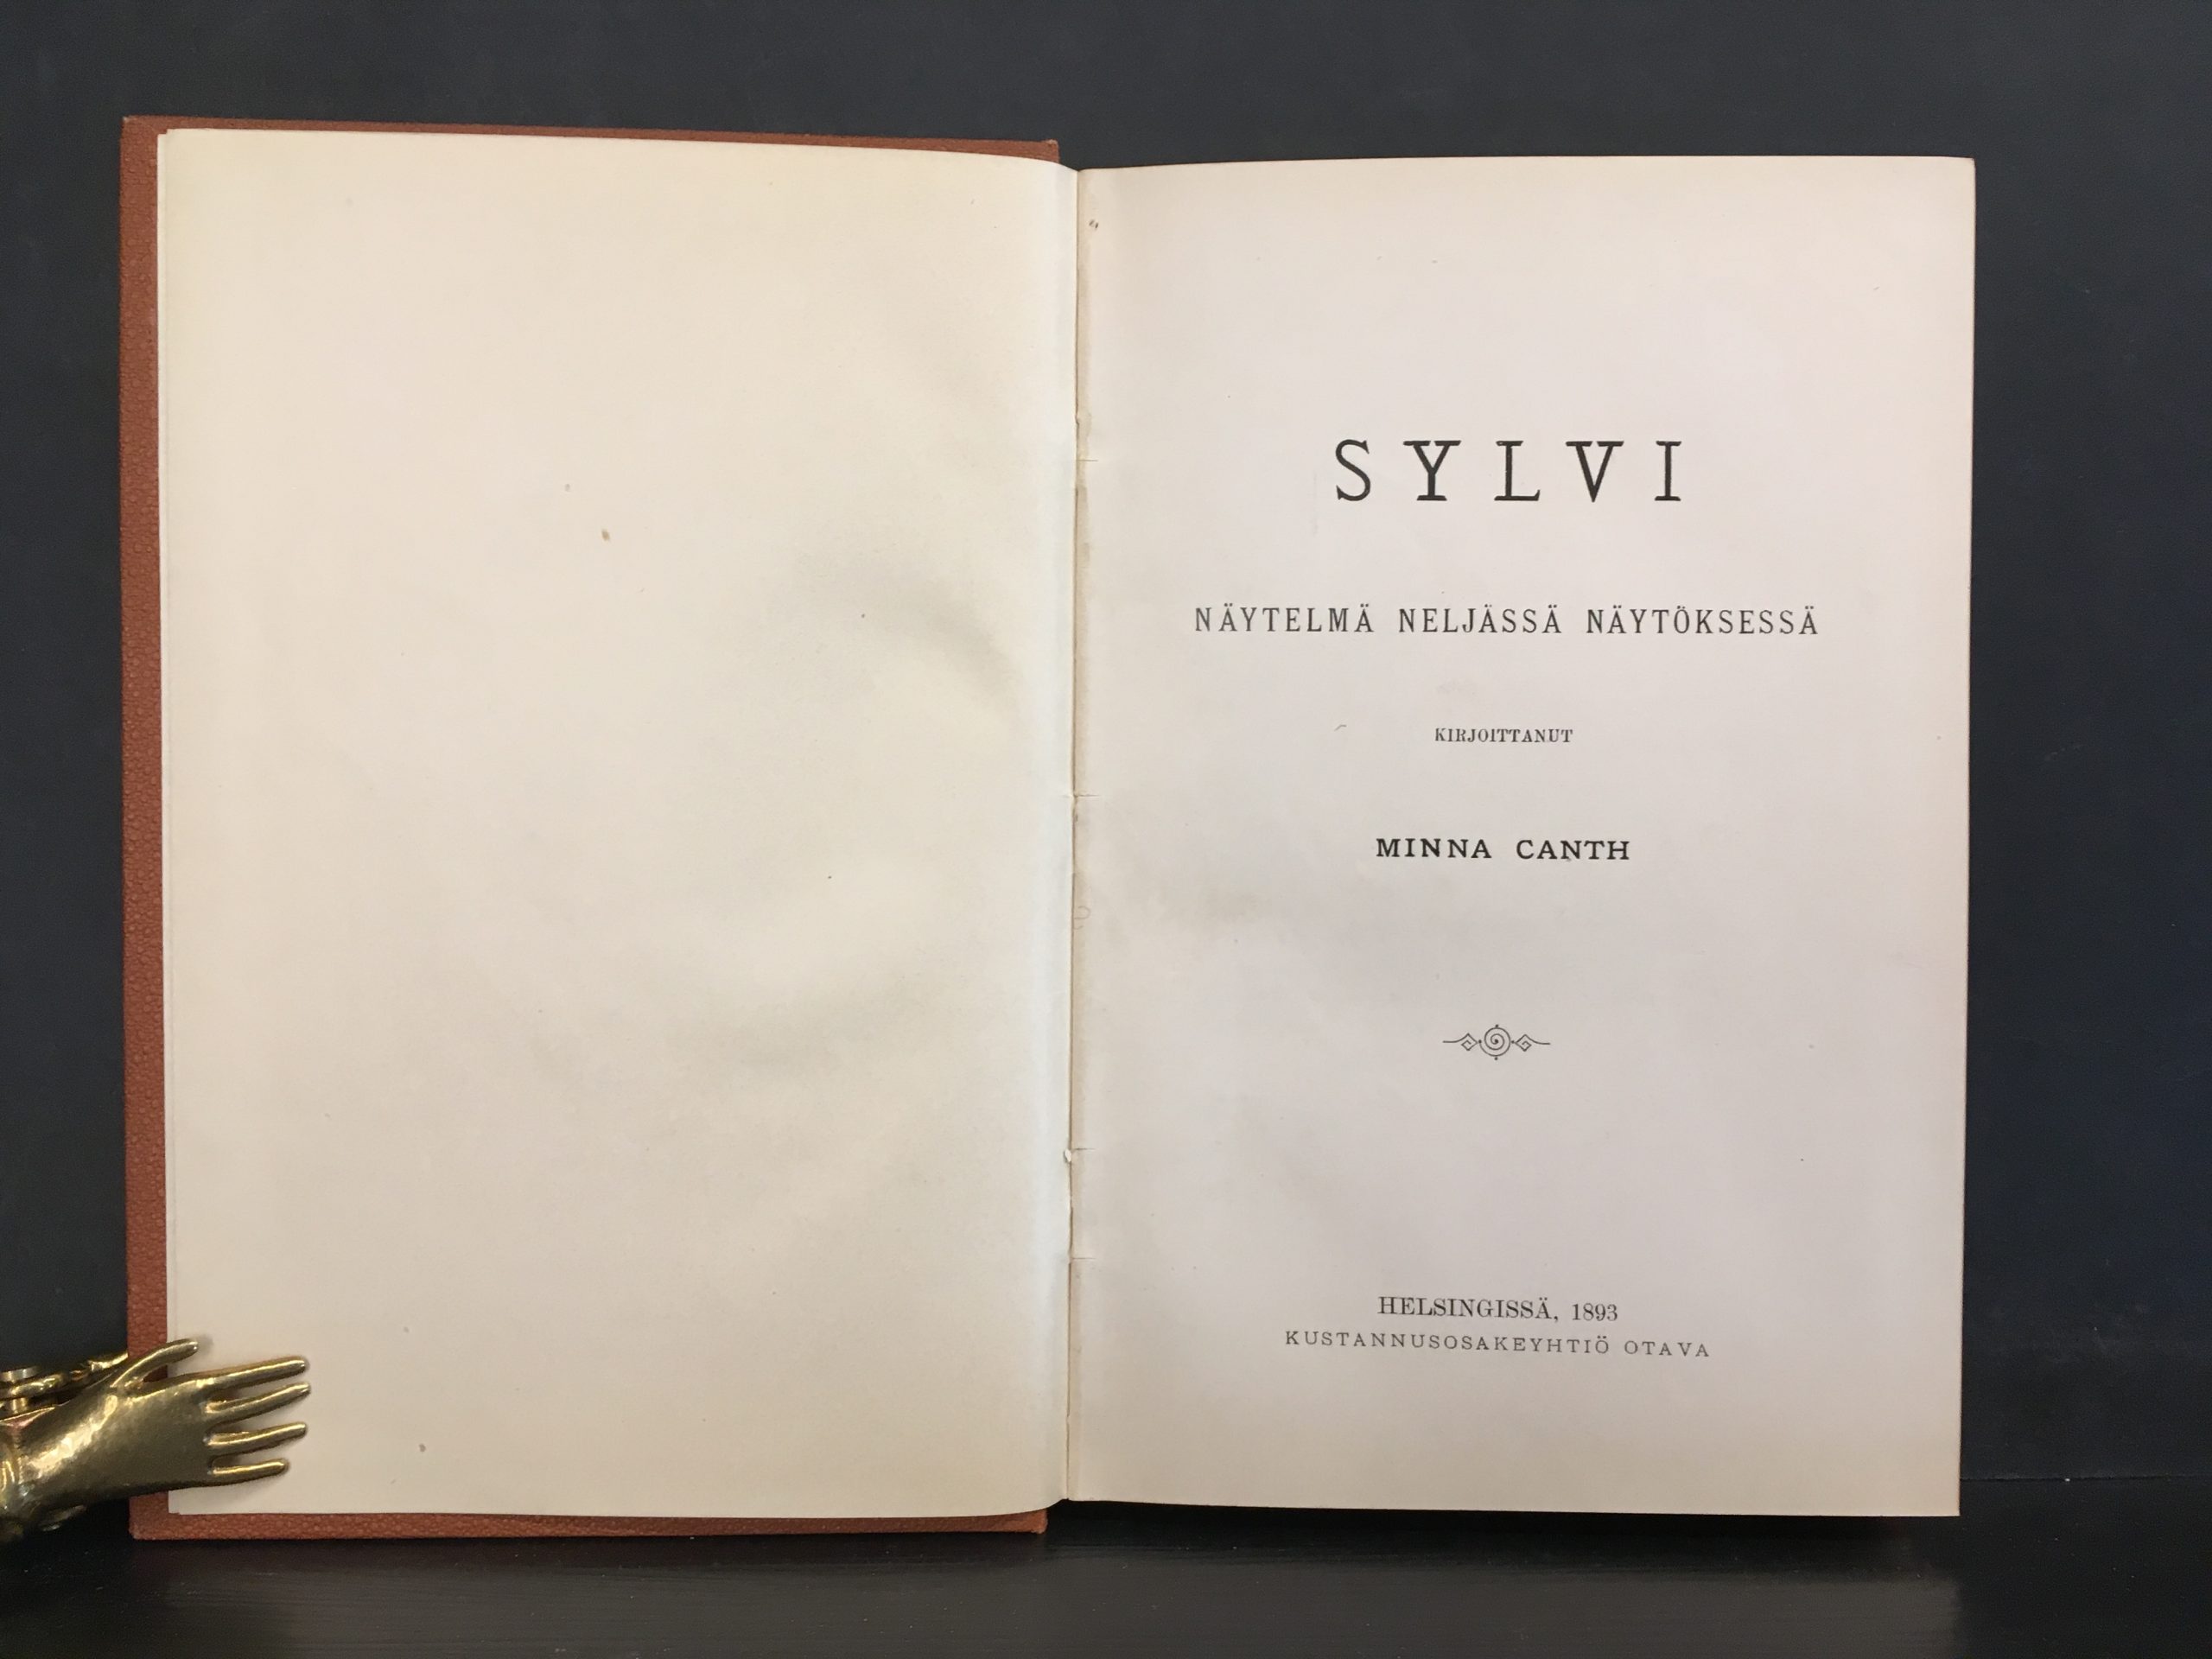 SYLVI
NÄYTELMÄ NELJÄSSÄ NÄYTÖKSESSÄ
KIRJOITTANUT
MINNA CANTH
HELSINGISSÄ, 1893
KUSTANNUSOSAKEYHTIÖ OTAVA